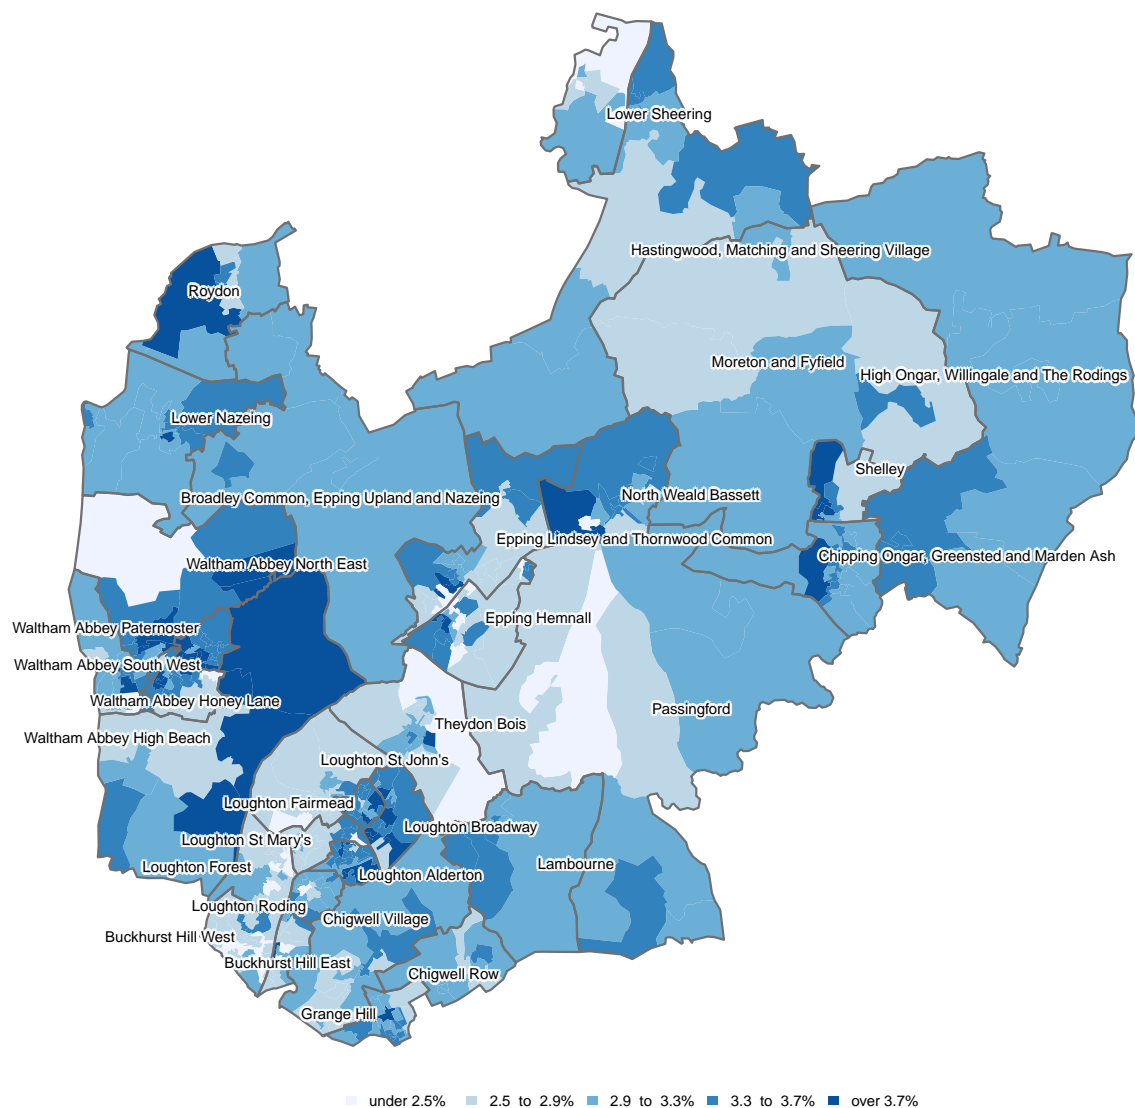 Lower Sheering
Hastingwood, Matching and Sheering Village
Roydon
Moreton and Fyfield
High Ongar, Willingale and The Rodings
Lower Nazeing
Shelley
North Weald Bassett
Broadley Common, Epping Upland and Nazeing
Epping Lindsey and Thornwood Common
Chipping Ongar, Greensted and Marden Ash
Waltham Abbey North East
Epping Hemnall
Waltham Abbey Paternoster
Waltham Abbey South West
Waltham Abbey Honey Lane
Passingford
Theydon Bois
Waltham Abbey High Beach
Loughton St John's
Loughton Fairmead
Loughton Broadway
Loughton St Mary's
Lambourne
Loughton Forest
Loughton Alderton
Loughton Roding
Chigwell Village
Buckhurst Hill West
Buckhurst Hill East
Chigwell Row
Grange Hill
under 2.5% 2.5 to 2.9% 2.9 to 3.3% 3.3 to 3.7% over 3.7%